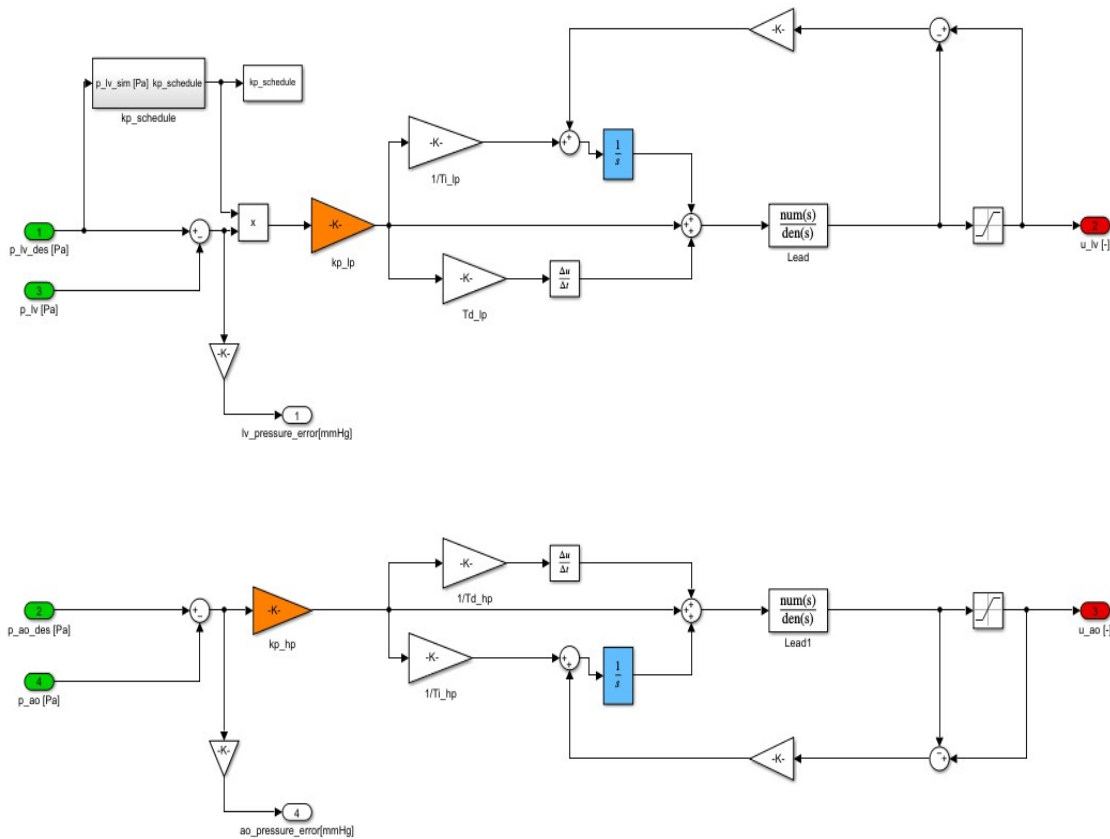 -K-
p_lv_sim [Pa] kp_schedule
kp_schedule
kp_schedule
-K-
1/Ti_lp
1
s
1
p_lv_des [Pa]
x
-K-
kp_lp
num(s)
den(s)
Lead
2
u_lv [-]
3
p_lv [Pa]
-K-
Td_lp
Δu
Δt
-K-
1
lv_pressure_error[mmHg]
-K-
1/Td_hp
Δu
Δt
2
p_ao_des [Pa]
-K-
kp_hp
num(s)
den(s)
Lead1
3
u_ao [-]
4
p_ao [Pa]
-K-
1/Ti_hp
1
s
-K-
-K-
4
ao_pressure_error[mmHg]